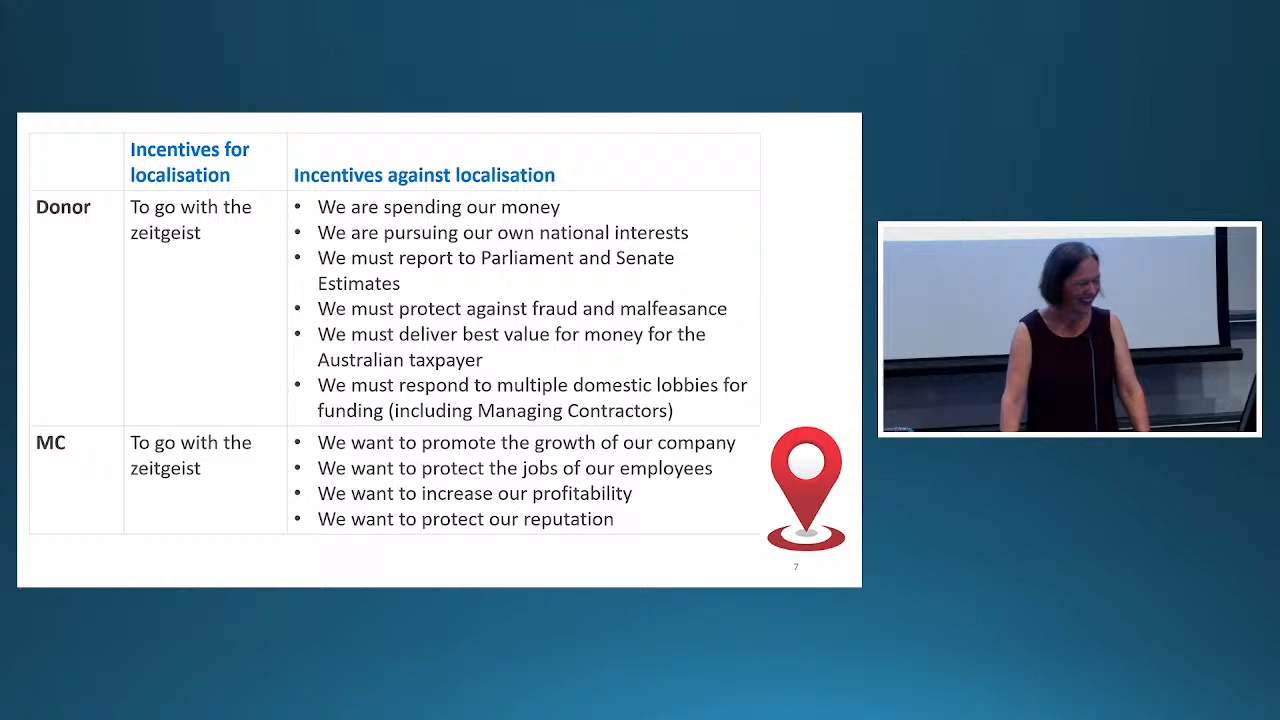 Incentives for
localisation
Incentives against localisation
Donor
To go with the
zeitgeist
• We are spending our money
• We are pursuing our own national interests
• We must report to Parliament and Senate
Estimates
• We must protect against fraud and malfeasance
• We must deliver best value for money for the
Australian taxpayer
• We must respond to multiple domestic lobbies for
funding (including Managing Contractors)
MC
To go with the
zeitgeist
• We want to promote the growth of our company
• We want to protect the jobs of our employees
• We want to increase our profitability
• We want to protect our reputation
7